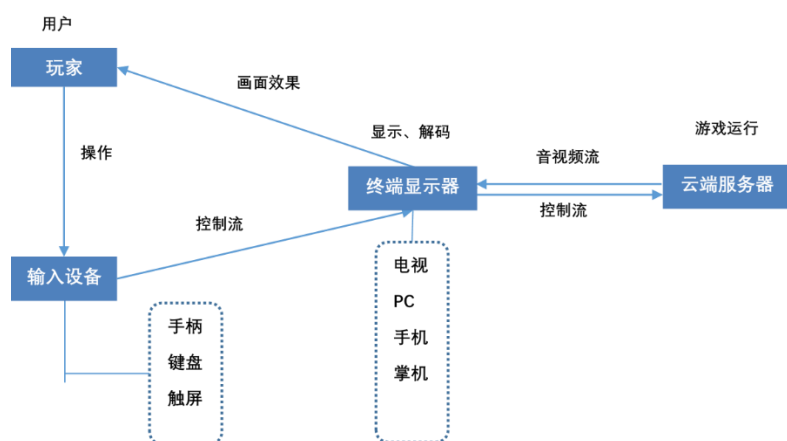 用户
玩家
画面效果
显示、解码
游戏运行
操作
音视频流
终端显示器
云端服务器
控制流
控制流
输入设备
电视
PC
手机
掌机
手柄
键盘
触屏